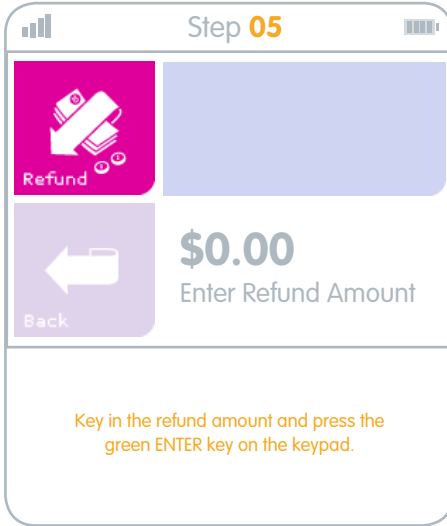 Step 05
Refund
$0.00
Enter Refund Amount
Back
Key in the refund amount and press the
green ENTER key on the keypad.